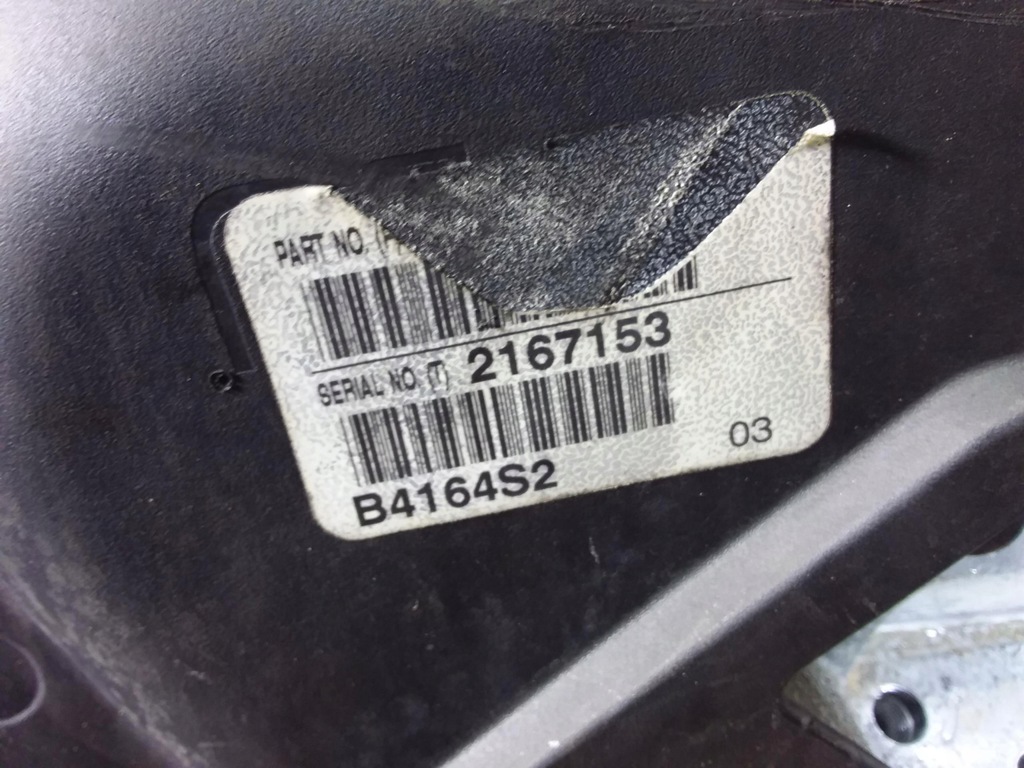 PART NO. (P
SERIAL NO. (T) 2167153
B4164S2
03